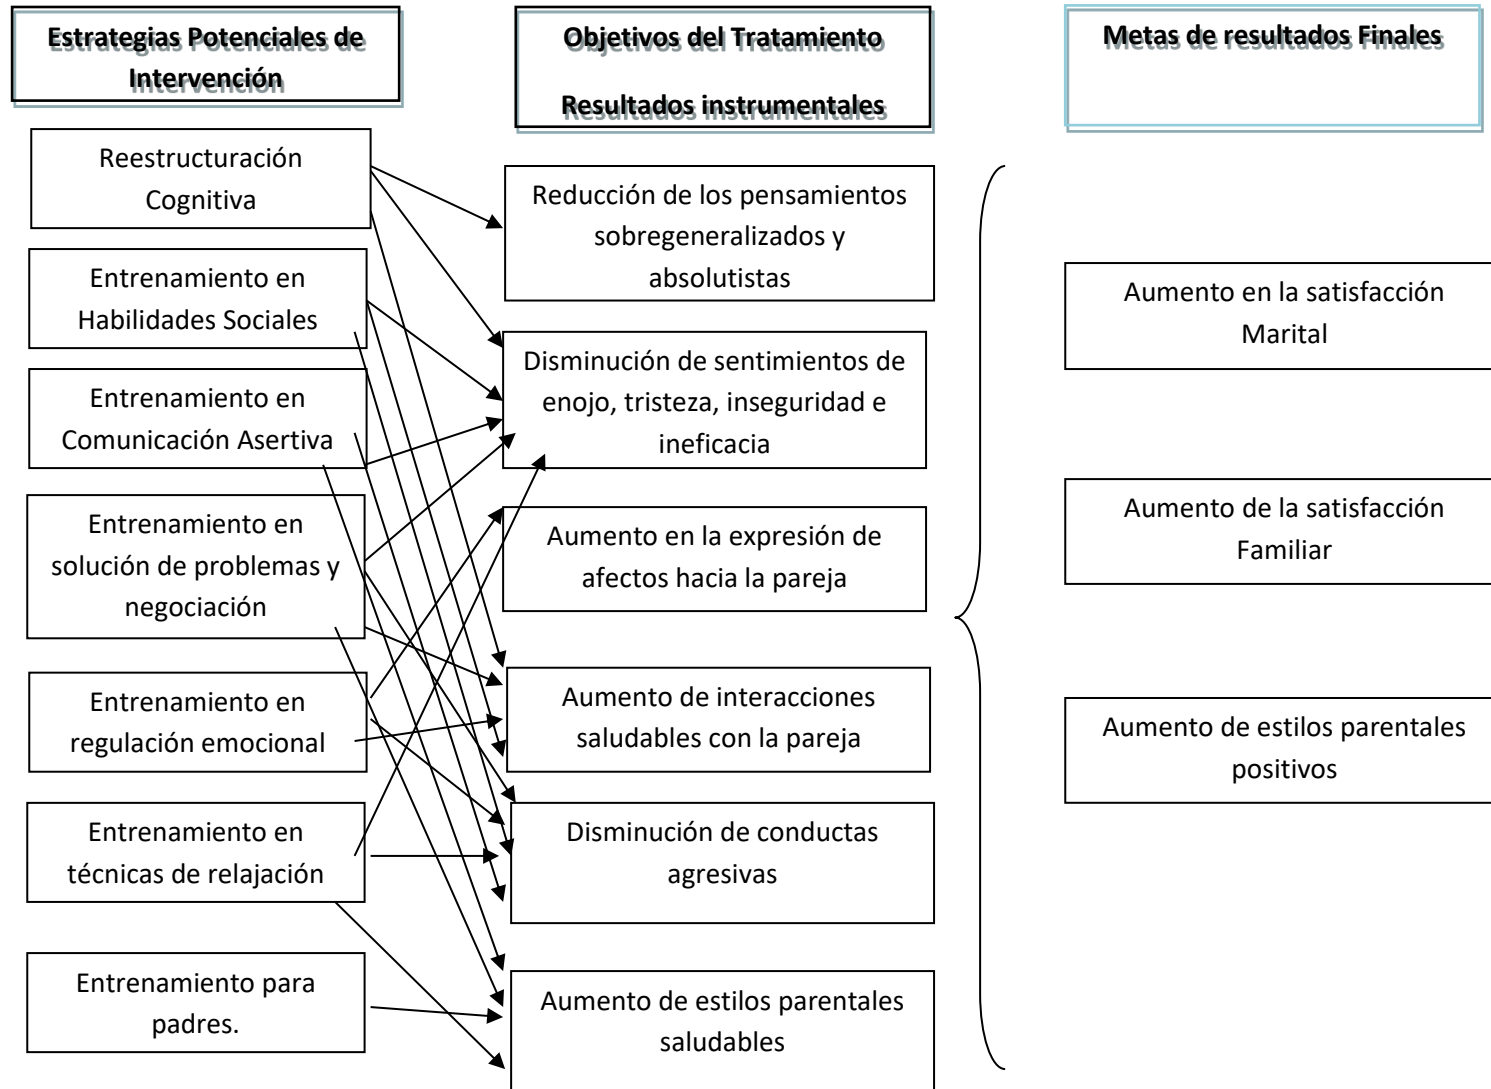 Estrategias Potenciales de
Intervención
Objetivos del Tratamiento
Resultados instrumentales
Metas de resultados Finales
Reestructuración
Cognitiva
Entrenamiento en
Habilidades Sociales
Entrenamiento en
Comunicación Asertiva
Entrenamiento en
solución de problemas y
negociación
Entrenamiento en
regulación emocional
Entrenamiento en
técnicas de relajación
Entrenamiento para
padres.
Reducción de los pensamientos
sobregeneralizados y
absolutistas
Disminución de sentimientos de
enojo, tristeza, inseguridad e
ineficacia
Aumento en la expresión de
afectos hacia la pareja
Aumento de interacciones
saludables con la pareja
Disminución de conductas
agresivas
Aumento de estilos parentales
saludables
Aumento en la satisfacción
Marital
Aumento de la satisfacción
Familiar
Aumento de estilos parentales
positivos